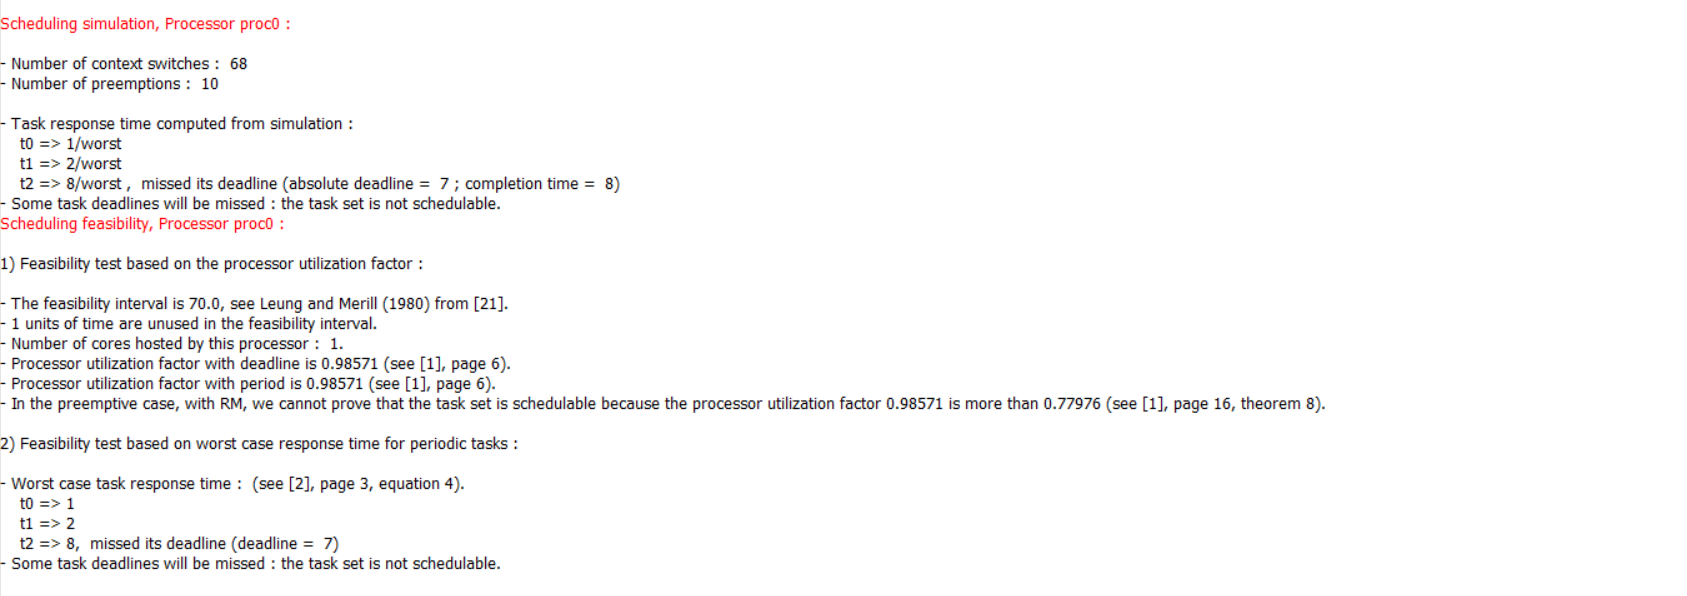 Scheduling simulation, Processor proc0 :
- Number of context switches :  68
- Number of preemptions :  10
- Task response time computed from simulation :
t0 => 1/worst
t1 => 2/worst
t2 => 8/worst ,  missed its deadline (absolute deadline =  7 ; completion time =  8)
- Some task deadlines will be missed : the task set is not schedulable.
Scheduling feasibility, Processor proc0 :
1) Feasibility test based on the processor utilization factor :
- The feasibility interval is 70.0, see Leung and Merill (1980) from [21].
- 1 units of time are unused in the feasibility interval.
- Number of cores hosted by this processor :  1.
- Processor utilization factor with deadline is 0.98571 (see [1], page 6).
- Processor utilization factor with period is 0.98571 (see [1], page 6).
- In the preemptive case, with RM, we cannot prove that the task set is schedulable because the processor utilization factor 0.98571 is more than 0.77976 (see [1], page 16, theorem 8).
2) Feasibility test based on worst case response time for periodic tasks :
- Worst case task response time :  (see [2], page 3, equation 4).
t0 => 1
t1 => 2
t2 => 8,  missed its deadline (deadline =  7)
- Some task deadlines will be missed : the task set is not schedulable.